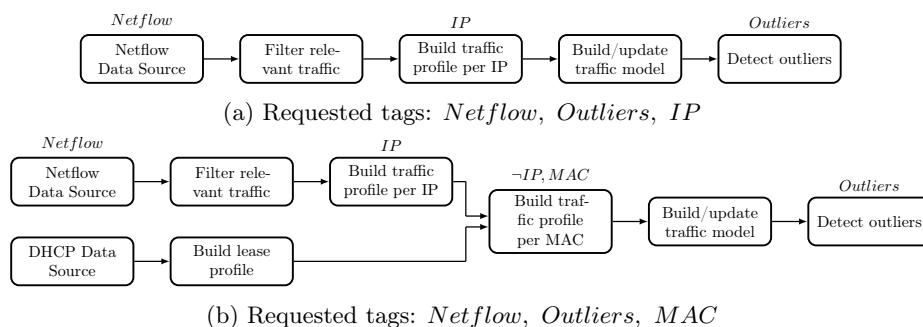 Netflow
IP
Outliers
Netflow
Data Source
Filter rele-
vant traffic
Build traffic
profile per IP
Build/update
traffic model
Detect outliers
(a) Requested tags: Netflow, Outliers, IP
Netflow
IP
Netflow
Data Source
Filter rele-
vant traffic
Build traffic
profile per IP
¬IP, MAC
Build traf-
fic profile
per MAC
Outliers
Build/update
traffic model
Detect outliers
DHCP Data
Source
Build lease
profile
(b) Requested tags: Netflow, Outliers, MAC